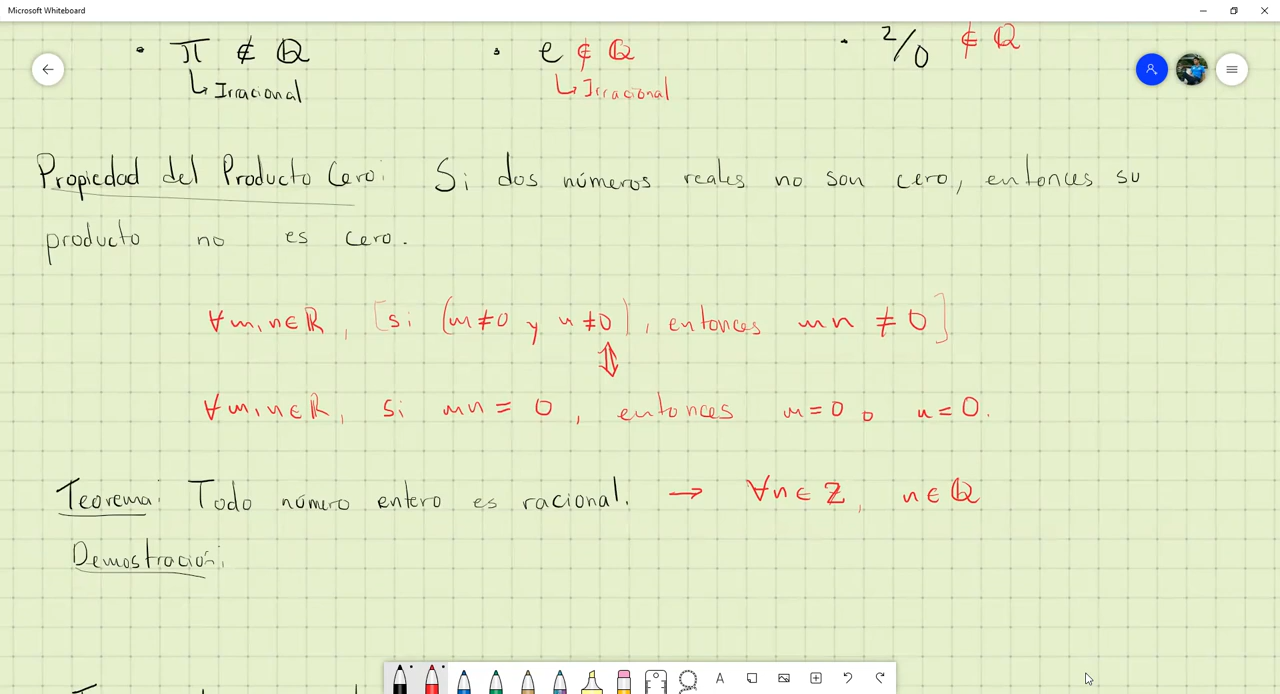 Microsoft Whiteboard
• π ∉ ℚ • e ∉ ℚ • 2/0 ∉ ℚ
↳ Irracional ↳ Irracional
Propiedad del Producto Cero: Si dos números reales no son cero, entonces su
producto no es cero.
∀m,n∈ℝ, [si (m≠0 y n≠0), entonces mn ≠ 0]
⇕
∀m,n∈ℝ, si mn = 0, entonces m=0 o n=0.
Teorema: Todo número entero es racional. → ∀n∈ℤ, n∈ℚ
Demostración: